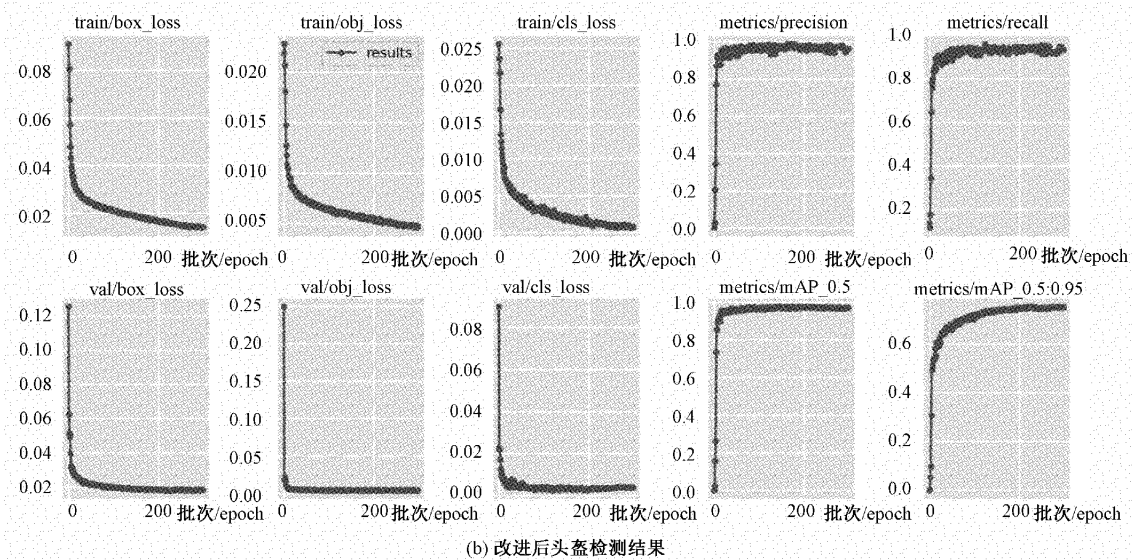 train/box_loss train/obj_loss train/cls_loss metrics/precision metrics/recall
0.08 0.06 0.04 0.02
0 200 批次/epoch
results
0.020 0.015 0.010 0.005
0 200 批次/epoch
0.025 0.020 0.015 0.010 0.005 0.000
0 200 批次/epoch
1.0 0.8 0.6 0.4 0.2 0.0
0 200 批次/epoch
1.0 0.8 0.6 0.4 0.2
0 200 批次/epoch
val/box_loss val/obj_loss val/cls_loss metrics/mAP_0.5 metrics/mAP_0.5:0.95
0.12 0.10 0.08 0.06 0.04 0.02
0 200 批次/epoch
0.25 0.20 0.15 0.10 0.05 0.00
0 200 批次/epoch
0.08 0.06 0.04 0.02 0.00
0 200 批次/epoch
1.0 0.8 0.6 0.4 0.2 0.0
0 200 批次/epoch
0.6 0.4 0.2 0.0
0 200 批次/epoch
(b) 改进后头盔检测结果